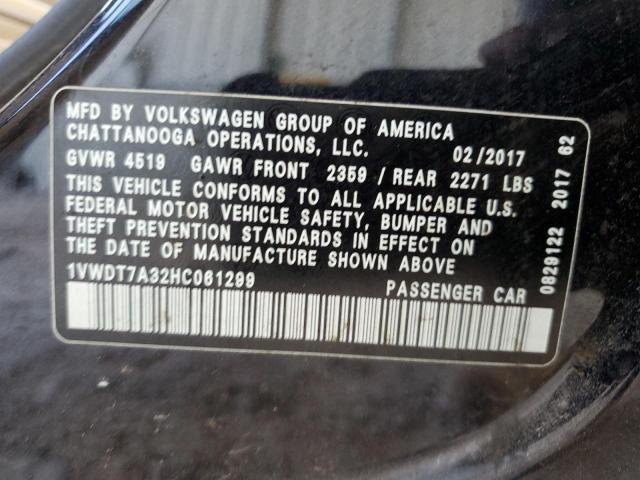 MFD BY VOLKSWAGEN GROUP OF AMERICA
CHATTANOOGA OPERATIONS, LLC. 02/2017
GVWR 4519 GAWR FRONT 2359 / REAR 2271 LBS
THIS VEHICLE CONFORMS TO ALL APPLICABLE U.S.
FEDERAL MOTOR VEHICLE SAFETY, BUMPER AND
THEFT PREVENTION STANDARDS IN EFFECT ON
THE DATE OF MANUFACTURE SHOWN ABOVE
1VWDT7A32HC061299 PASSENGER CAR
0829122 2017 62